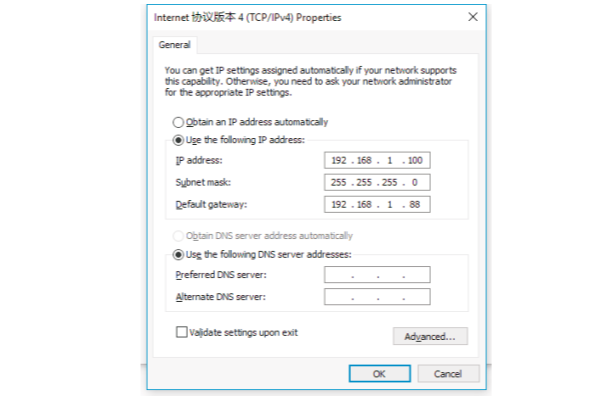 Internet 协议版本 4 (TCP/IPv4) Properties
General
You can get IP settings assigned automatically if your network supports
this capability. Otherwise, you need to ask your network administrator
for the appropriate IP settings.
Obtain an IP address automatically
Use the following IP address:
IP address: 192 . 168 . 1 . 100
Subnet mask: 255 . 255 . 255 . 0
Default gateway: 192 . 168 . 1 . 88
Obtain DNS server address automatically
Use the following DNS server addresses:
Preferred DNS server: . . .
Alternate DNS server: . . .
Validate settings upon exit
Advanced...
OK Cancel